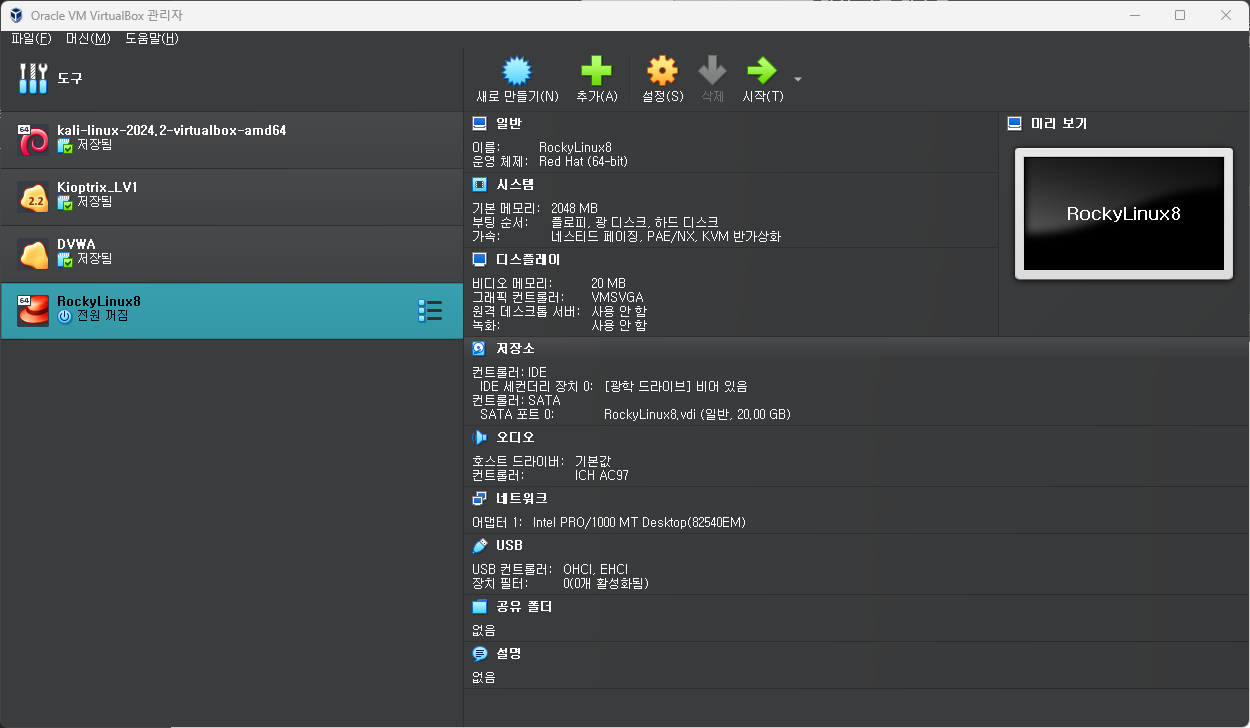 Oracle VM VirtualBox 관리자
파일(F) 머신(M) 도움말(H)
도구
새로 만들기(N) 추가(A) 설정(S) 삭제 시작(T)
64
kali-linux-2024.2-virtualbox-amd64
저장됨
2.2
Kioptrix_LV1
저장됨
DVWA
저장됨
64
RockyLinux8
전원 꺼짐
일반
이름: RockyLinux8
운영 체제: Red Hat (64-bit)
시스템
기본 메모리: 2048 MB
부팅 순서: 플로피, 광 디스크, 하드 디스크
가속: 네스티드 페이징, PAE/NX, KVM 반가상화
디스플레이
비디오 메모리: 20 MB
그래픽 컨트롤러: VMSVGA
원격 데스크톱 서버: 사용 안 함
녹화: 사용 안 함
미리 보기
RockyLinux8
저장소
컨트롤러: IDE
IDE 세컨더리 장치 0: [광학 드라이브] 비어 있음
컨트롤러: SATA
SATA 포트 0: RockyLinux8.vdi (일반, 20.00 GB)
오디오
호스트 드라이버: 기본값
컨트롤러: ICH AC97
네트워크
어댑터 1: Intel PRO/1000 MT Desktop(82540EM)
USB
USB 컨트롤러: OHCI, EHCI
장치 필터: 0(0개 활성화됨)
공유 폴더
없음
설명
없음